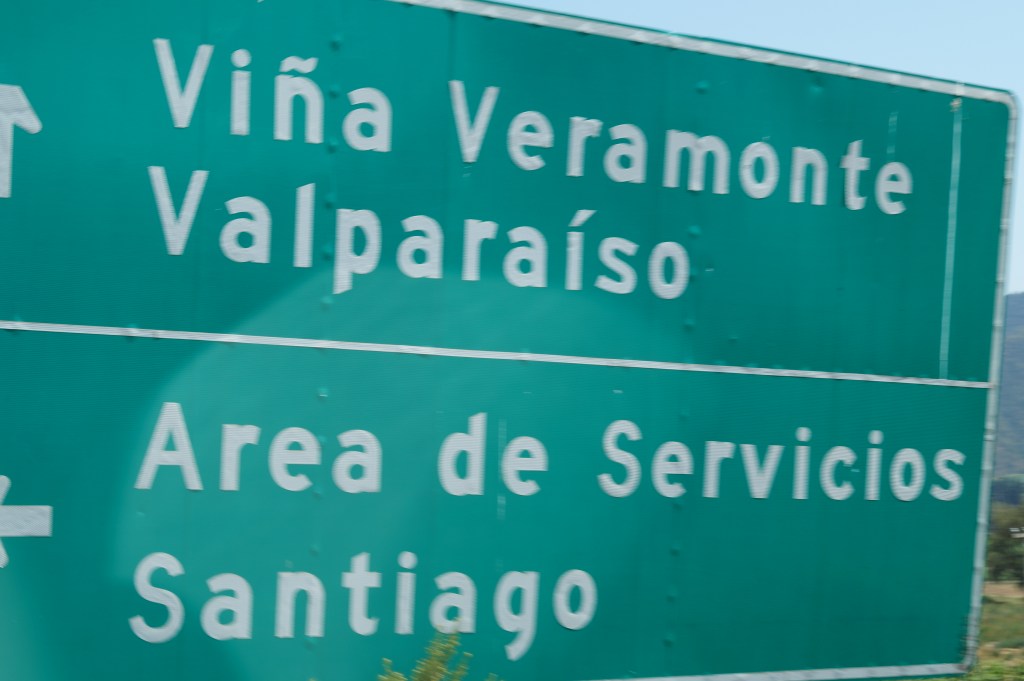 Viña Veramonte
Valparaíso
Area de Servicios
Santiago